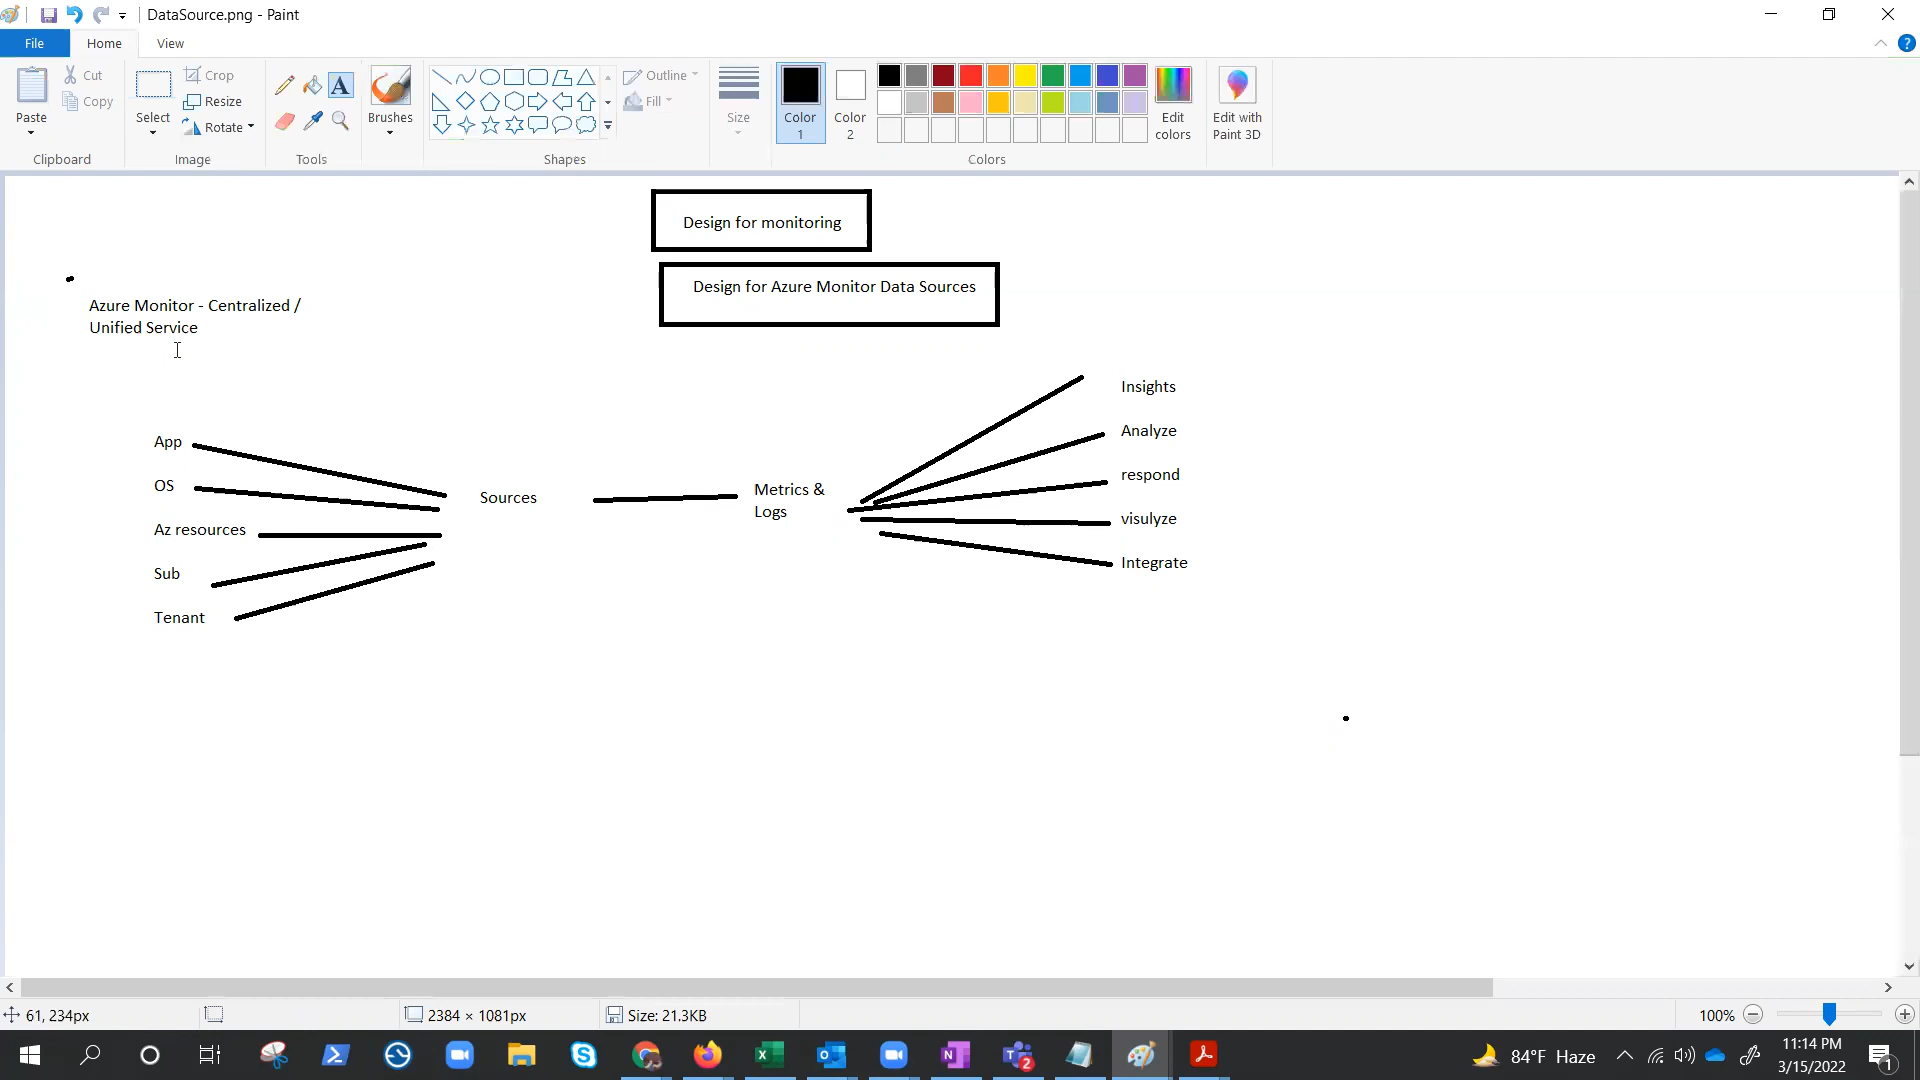 DataSource.png - Paint
File
Home
View
Paste
Cut
Copy
Clipboard
Select
Crop
Resize
Rotate
Image
A
Tools
Brushes
Outline
Fill
Shapes
Size
Color
1
Color
2
Edit
colors
Colors
Edit with
Paint 3D
Design for monitoring
Design for Azure Monitor Data Sources
Azure Monitor - Centralized /
Unified Service
App
OS
Az resources
Sub
Tenant
Sources
Metrics &
Logs
Insights
Analyze
respond
visulyze
Integrate
61, 234px
2384 × 1081px
Size: 21.3KB
100%
2
84°F Haze
11:14 PM
3/15/2022
1